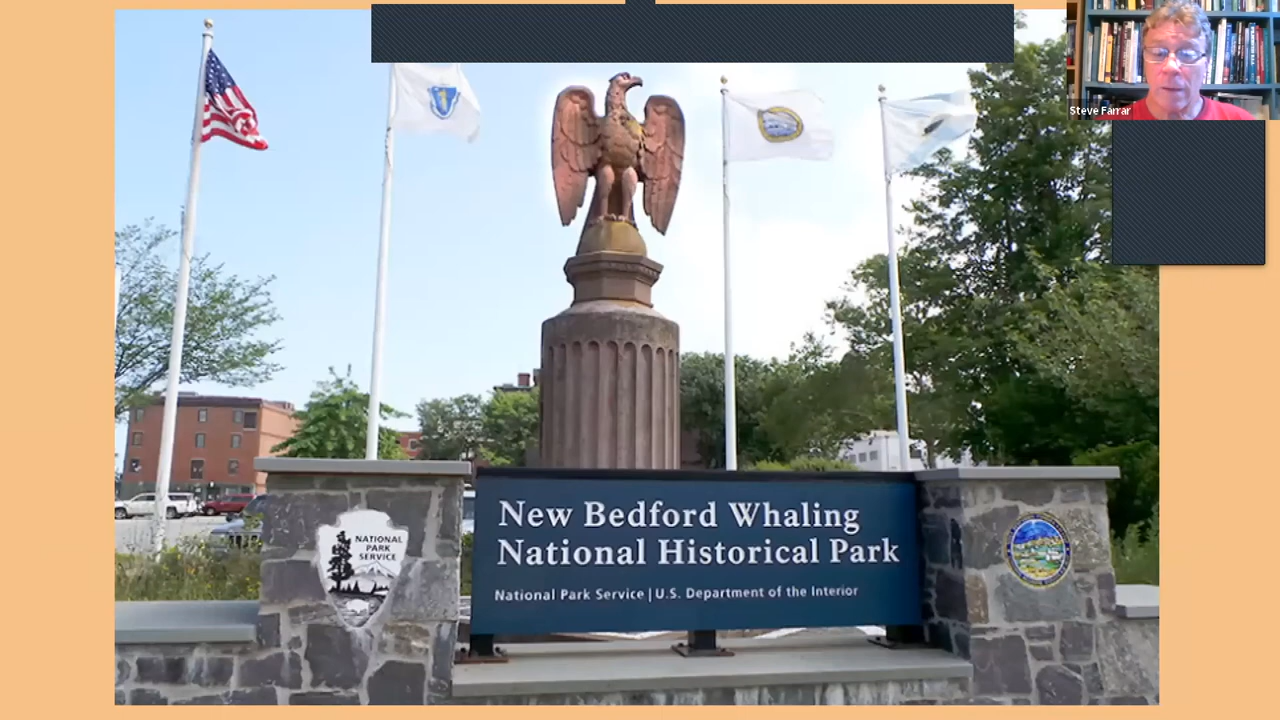 Steve Farrar
NATIONAL
PARK
SERVICE
New Bedford Whaling
National Historical Park
National Park Service | U.S. Department of the Interior